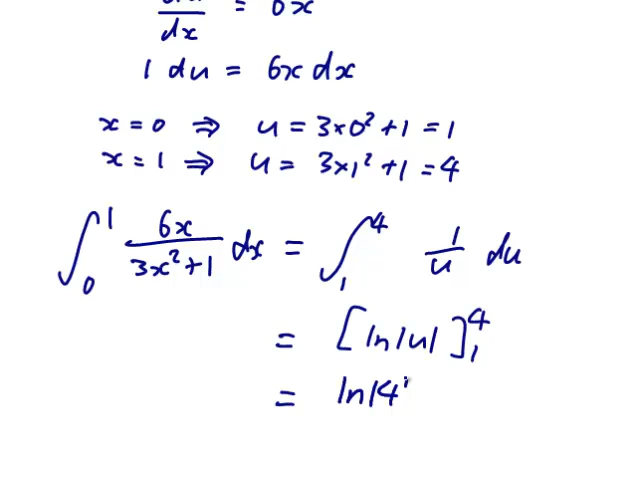 du/dx = 6x
1 du = 6x dx
x = 0 ⇒ u = 3×0² + 1 = 1
x = 1 ⇒ u = 3×1² + 1 = 4
∫₀¹ 6x/(3x² + 1) dx = ∫₁⁴ 1/u du
= [ln|u|]₁⁴
= ln|4'